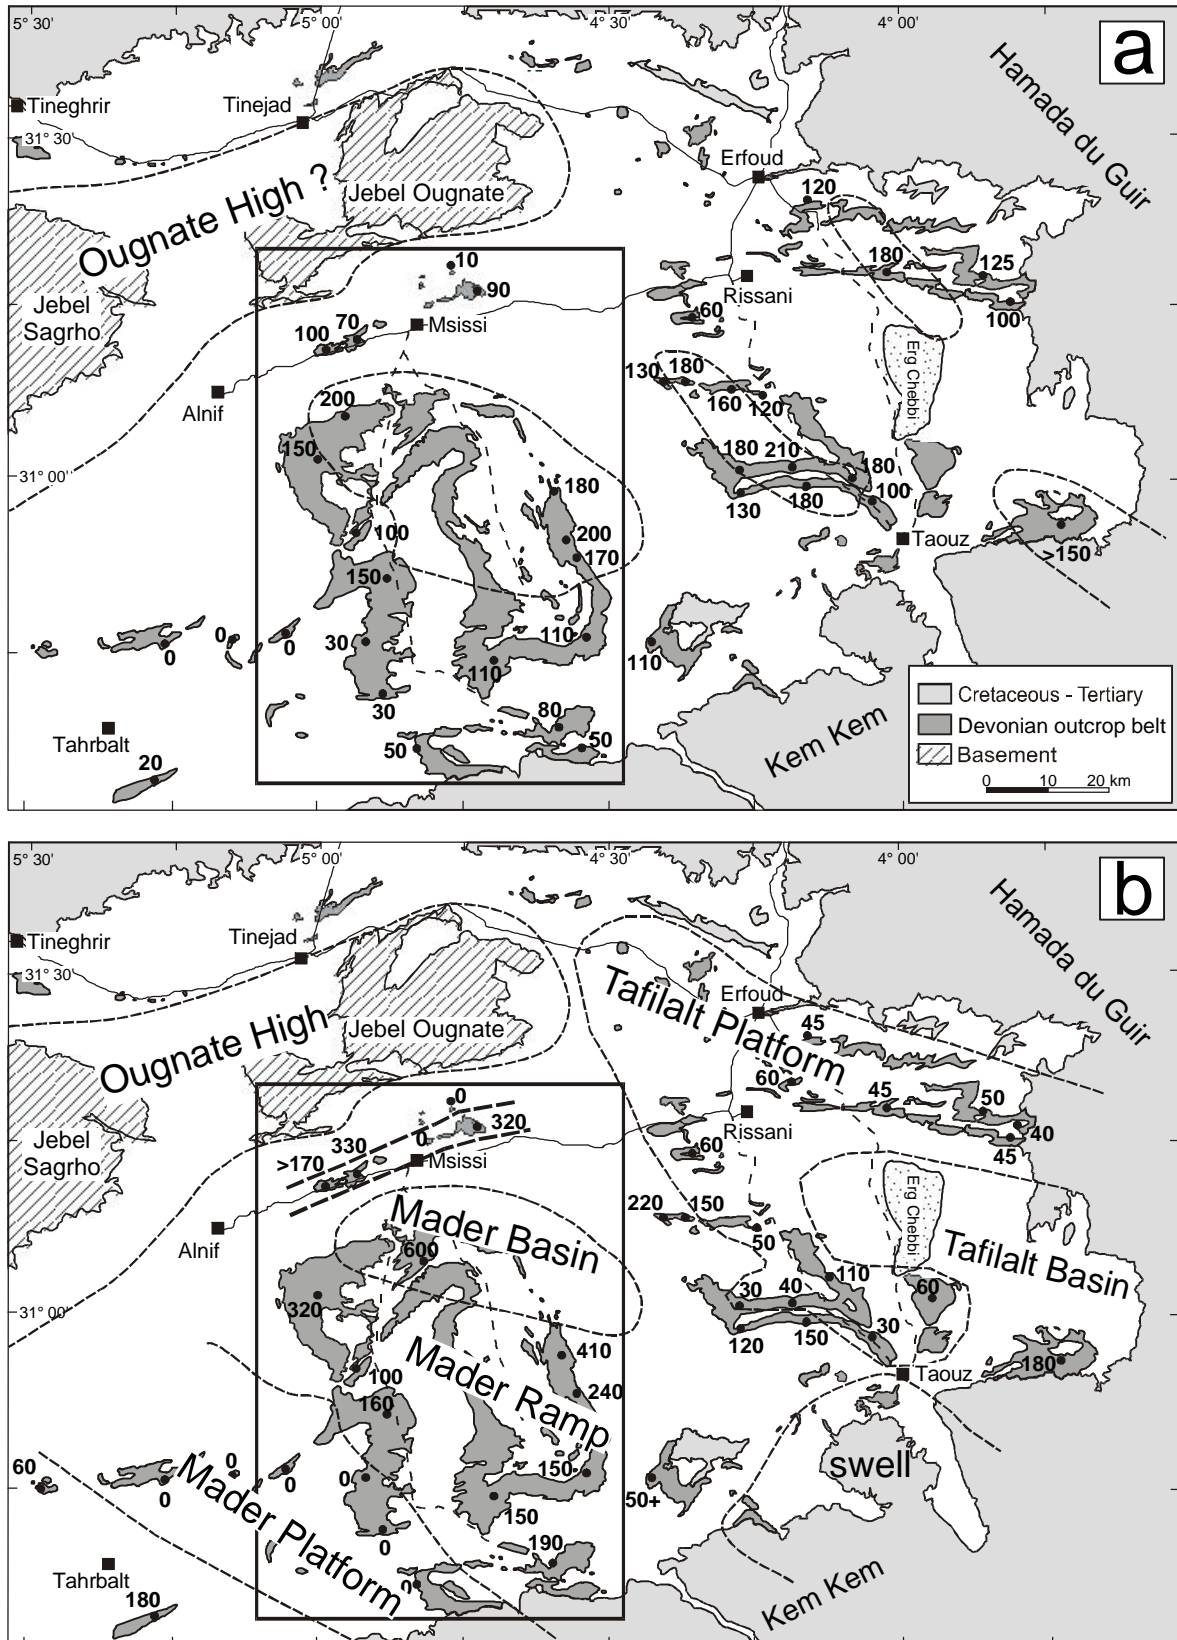 5° 30'
5° 00'
4° 30'
4° 00'
a
Hamada du Guir
Tineghrir
Tinejad
31° 30'
Erfoud
Jebel Ougnate
Ougnate High ?
120
10
180
125
Jebel
Sagrho
90
Rissani
Msissi
60
100
70
100
Erg Chebbi
130
180
Alnif
160
120
200
150
180
210
180
31° 00'
180
100
130
180
100
200
Taouz
170
>150
150
0
0
0
30
110
110
110
30
Cretaceous - Tertiary
Devonian outcrop belt
Basement
0 10 20 km
80
Kem Kem
50
50
Tahrbalt
20
5° 30'
5° 00'
4° 30'
4° 00'
b
Hamada du Guir
Tineghrir
Tinejad
31° 30'
Tafilalt Platform
Erfoud
Jebel Ougnate
Ougnate High
45
60
0
45
50
Jebel
Sagrho
0
320
Rissani
40
45
330
Msissi
60
>170
Erg Chebbi
Mader Basin
220
150
Alnif
50
Tafilalt Basin
600
110
320
30
40
60
31° 00'
120
150
30
410
Mader Ramp
100
240
Taouz
180
160
swell
60
0
0
0
0
150
50+
150
Mader Platform
0
190
0
Kem Kem
Tahrbalt
180